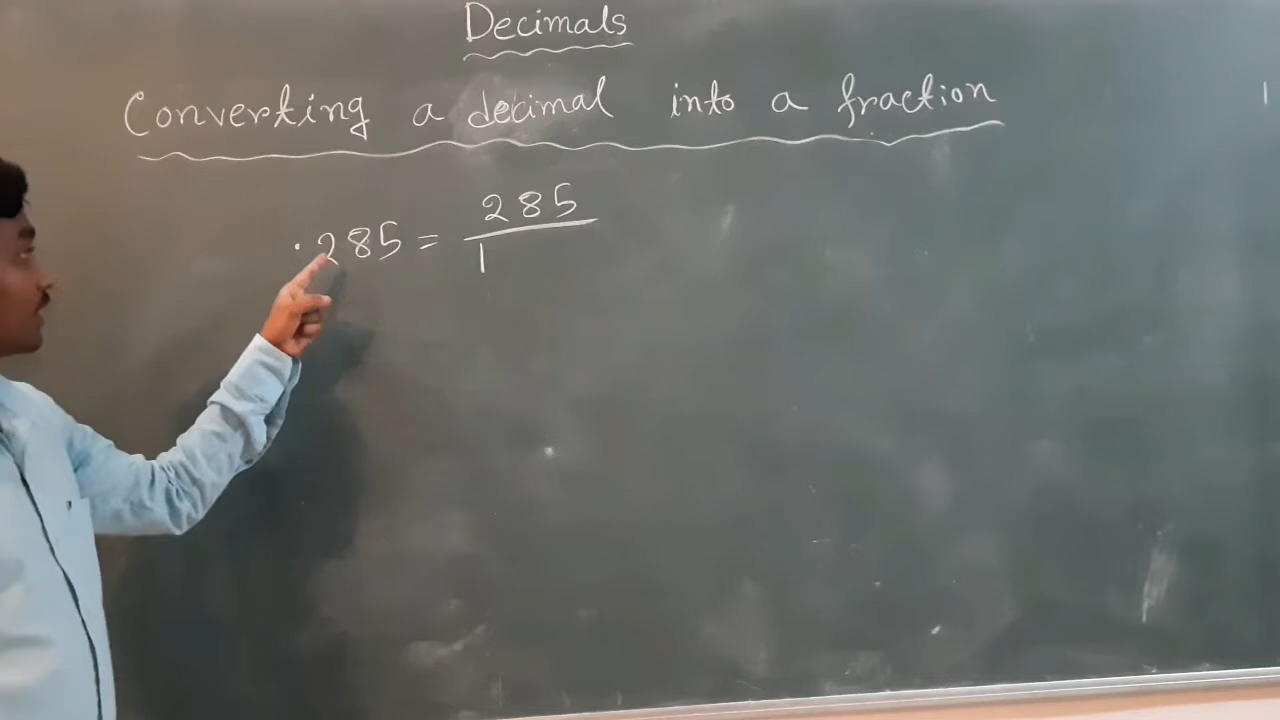 Decimals
Converting a decimal into a fraction
.285 = 285/1